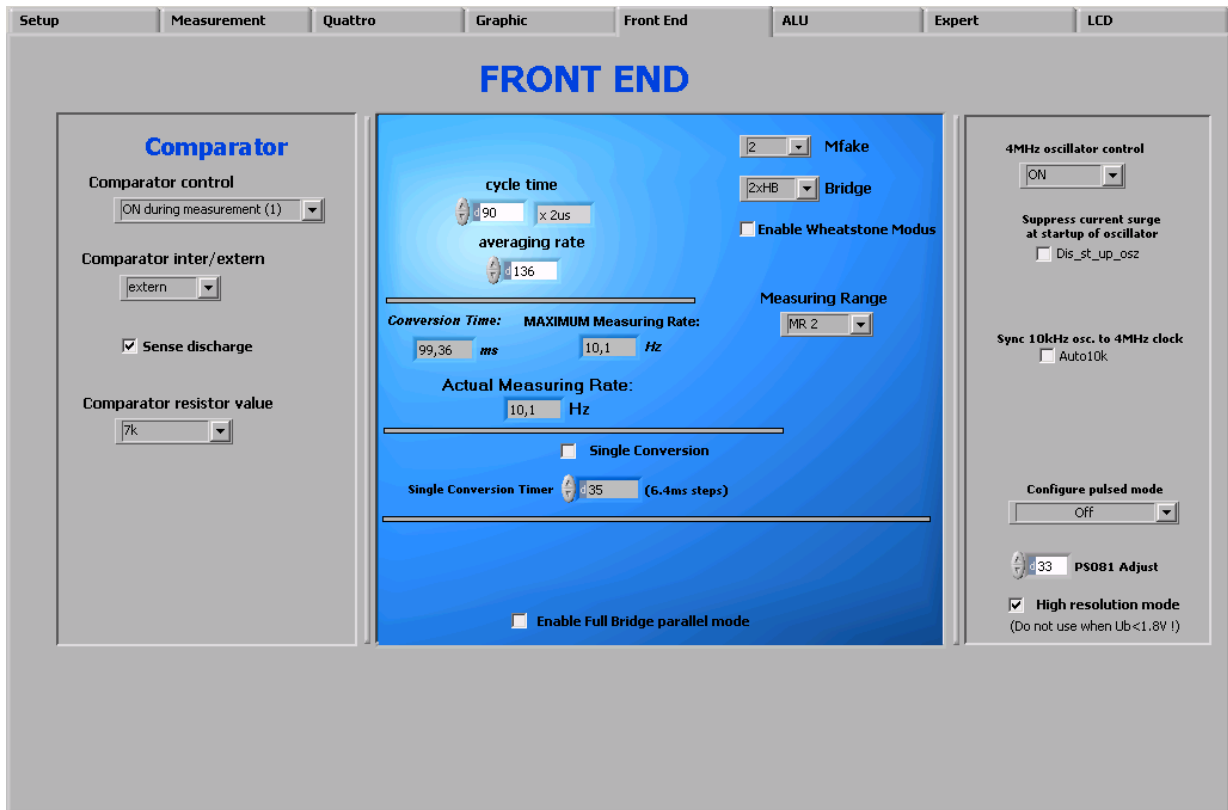 Setup Measurement Quattro Graphic Front End ALU Expert LCD
FRONT END
Comparator
Comparator control
ON during measurement (1)
Comparator inter/extern
extern
Sense discharge
Comparator resistor value
7k
cycle time
d 90 x 2us
averaging rate
d 136
2 Mfake
2xHB Bridge
Enable Wheatstone Modus
Measuring Range
MR 2
Conversion Time: MAXIMUM Measuring Rate:
99,36 ms 10,1 Hz
Actual Measuring Rate:
10,1 Hz
Single Conversion
Single Conversion Timer d 35 (6.4ms steps)
Enable Full Bridge parallel mode
4MHz oscillator control
ON
Suppress current surge
at startup of oscillator
Dis_st_up_osz
Sync 10kHz osc. to 4MHz clock
Auto10k
Configure pulsed mode
Off
d 33 PS081 Adjust
High resolution mode
(Do not use when Ub<1.8V !)